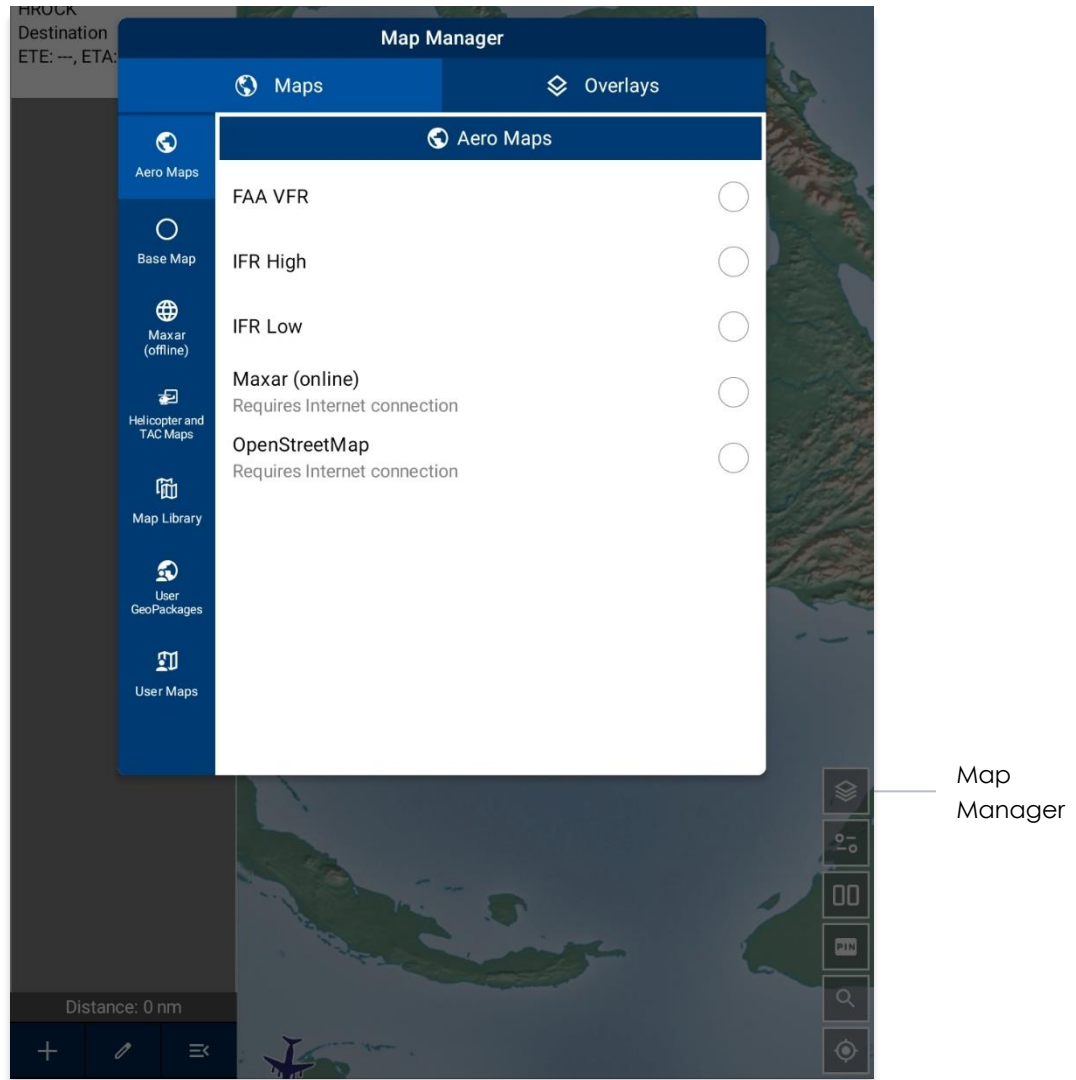 HROCK
Destination
ETE: ---, ETA:
Map Manager
Maps
Overlays
Aero Maps
Base Map
Maxar
(offline)
Helicopter and
TAC Maps
Map Library
User
GeoPackages
User Maps
Aero Maps
FAA VFR
IFR High
IFR Low
Maxar (online)
Requires Internet connection
OpenStreetMap
Requires Internet connection
Map
Manager
PIN
Distance: 0 nm